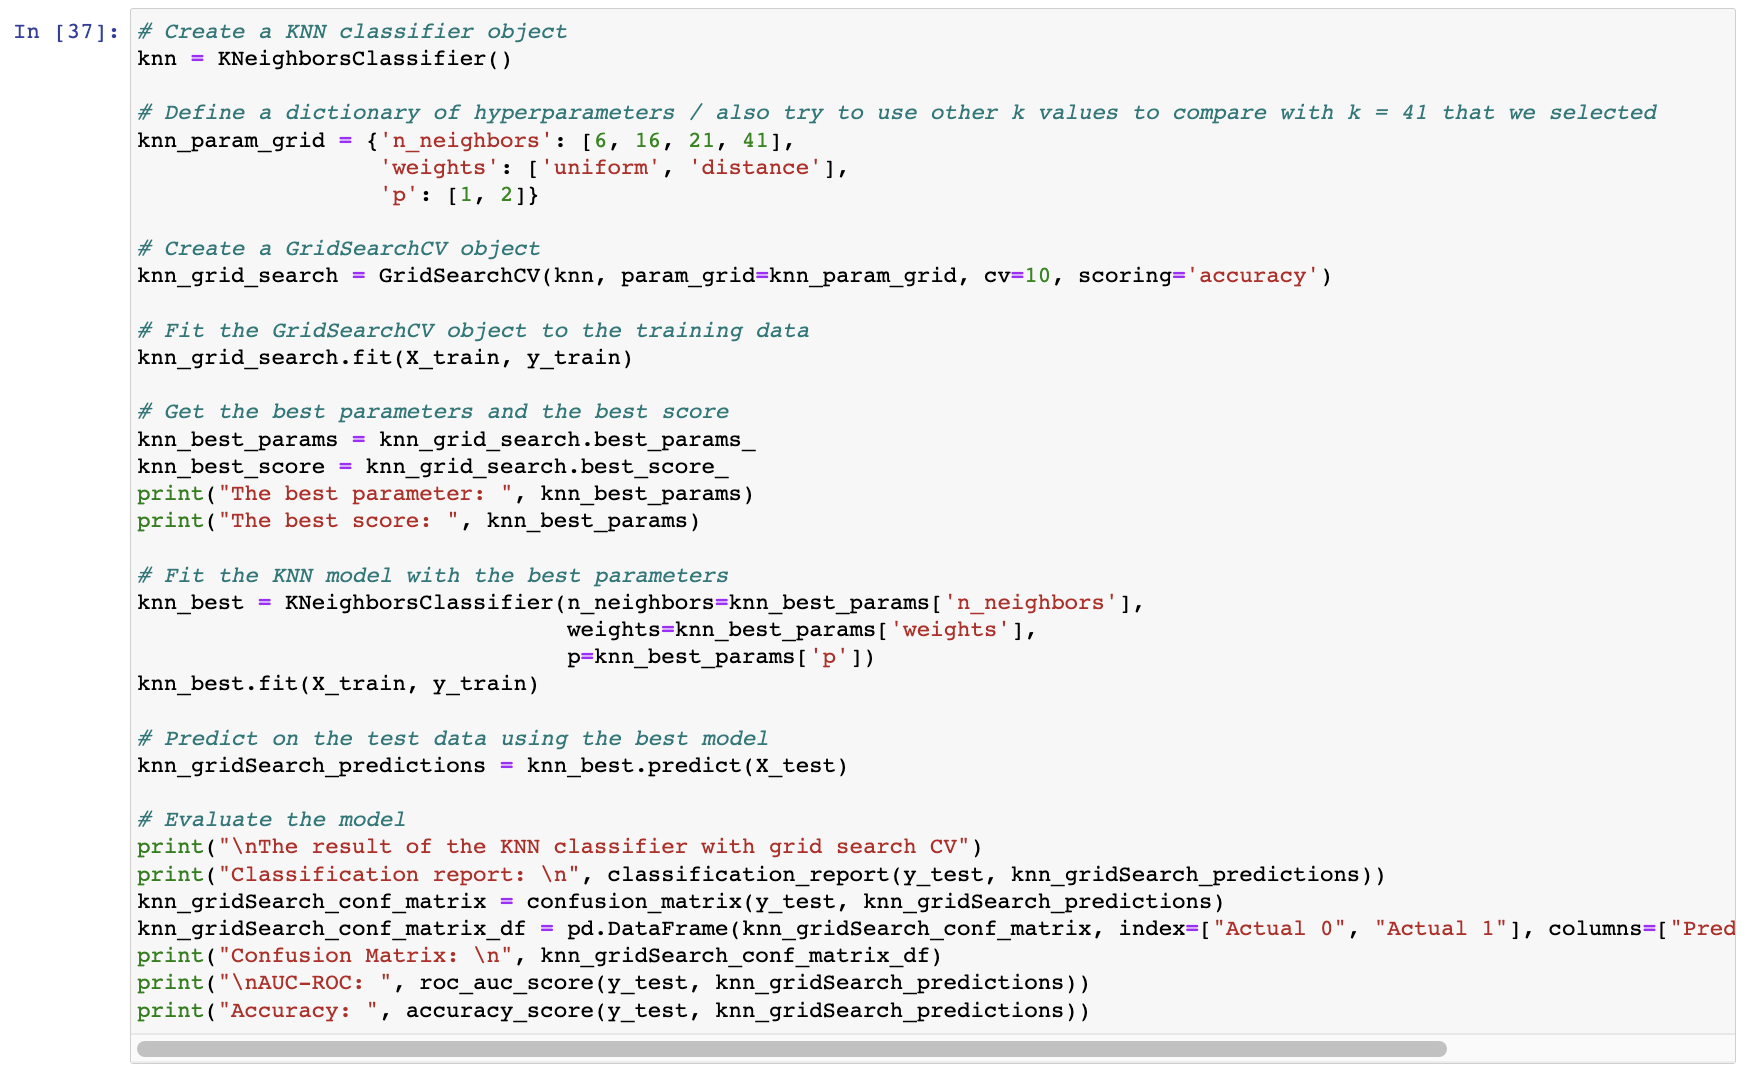 In [37]: # Create a KNN classifier object
knn = KNeighborsClassifier()
# Define a dictionary of hyperparameters / also try to use other k values to compare with k = 41 that we selected
knn_param_grid = {'n_neighbors': [6, 16, 21, 41],
'weights': ['uniform', 'distance'],
'p': [1, 2]}
# Create a GridSearchCV object
knn_grid_search = GridSearchCV(knn, param_grid=knn_param_grid, cv=10, scoring='accuracy')
# Fit the GridSearchCV object to the training data
knn_grid_search.fit(X_train, y_train)
# Get the best parameters and the best score
knn_best_params = knn_grid_search.best_params_
knn_best_score = knn_grid_search.best_score_
print("The best parameter: ", knn_best_params)
print("The best score: ", knn_best_params)
# Fit the KNN model with the best parameters
knn_best = KNeighborsClassifier(n_neighbors=knn_best_params['n_neighbors'],
weights=knn_best_params['weights'],
p=knn_best_params['p'])
knn_best.fit(X_train, y_train)
# Predict on the test data using the best model
knn_gridSearch_predictions = knn_best.predict(X_test)
# Evaluate the model
print("\nThe result of the KNN classifier with grid search CV")
print("Classification report: \n", classification_report(y_test, knn_gridSearch_predictions))
knn_gridSearch_conf_matrix = confusion_matrix(y_test, knn_gridSearch_predictions)
knn_gridSearch_conf_matrix_df = pd.DataFrame(knn_gridSearch_conf_matrix, index=["Actual 0", "Actual 1"], columns=["Pred
print("Confusion Matrix: \n", knn_gridSearch_conf_matrix_df)
print("\nAUC-ROC: ", roc_auc_score(y_test, knn_gridSearch_predictions))
print("Accuracy: ", accuracy_score(y_test, knn_gridSearch_predictions))